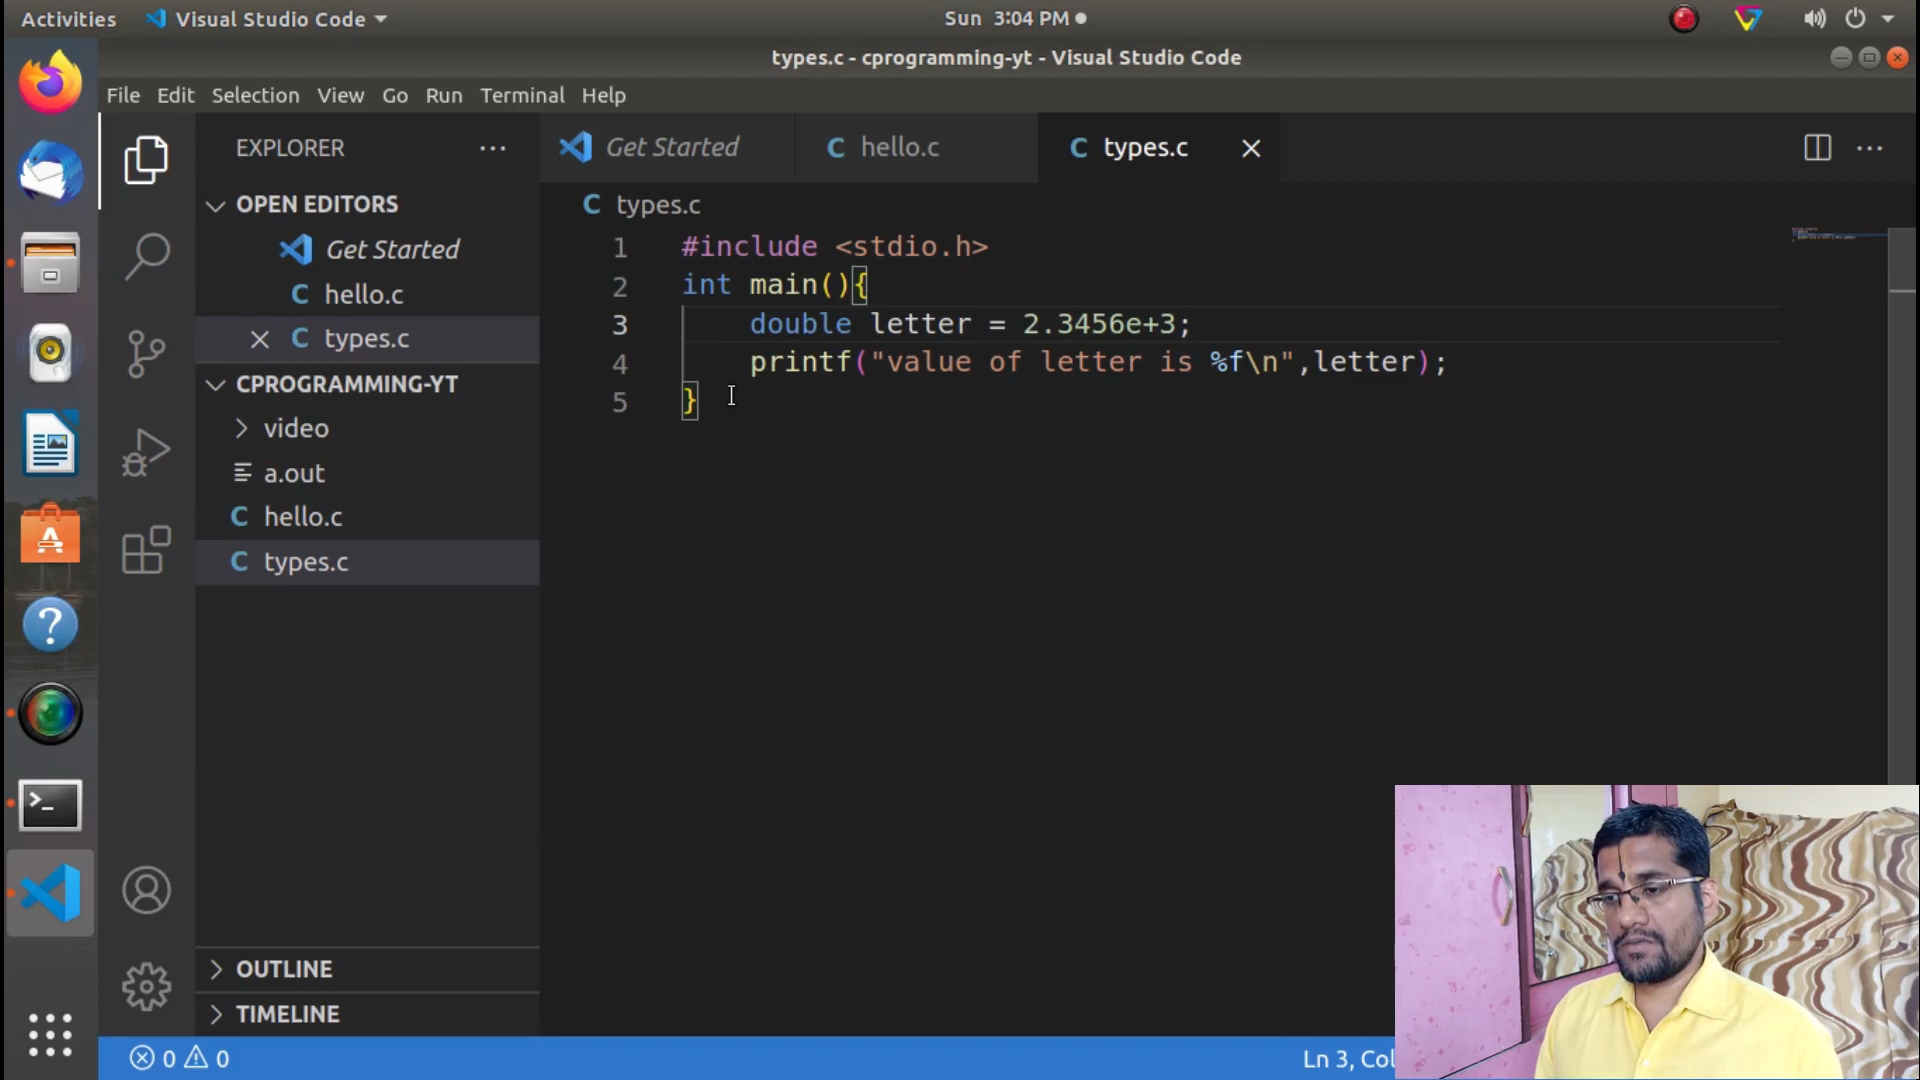 Activities Visual Studio Code Sun 3:04 PM
types.c - cprogramming-yt - Visual Studio Code
File Edit Selection View Go Run Terminal Help
EXPLORER
OPEN EDITORS
Get Started
hello.c
types.c
CPROGRAMMING-YT
video
a.out
hello.c
types.c
OUTLINE
TIMELINE
Get Started hello.c types.c
types.c
1 #include <stdio.h>
2 int main(){
3 double letter = 2.3456e+3;
4 printf("value of letter is %f\n",letter);
5 }
0 0 Ln 3, Col